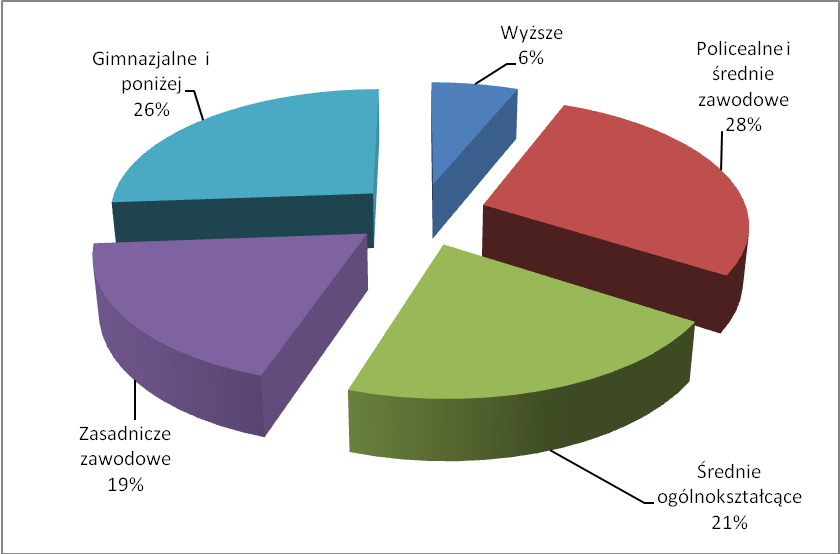 Wyższe
6%
Policealne i
średnie
zawodowe
28%
Gimnazjalne i
poniżej
26%
Zasadnicze
zawodowe
19%
Średnie
ogólnokształcące
21%